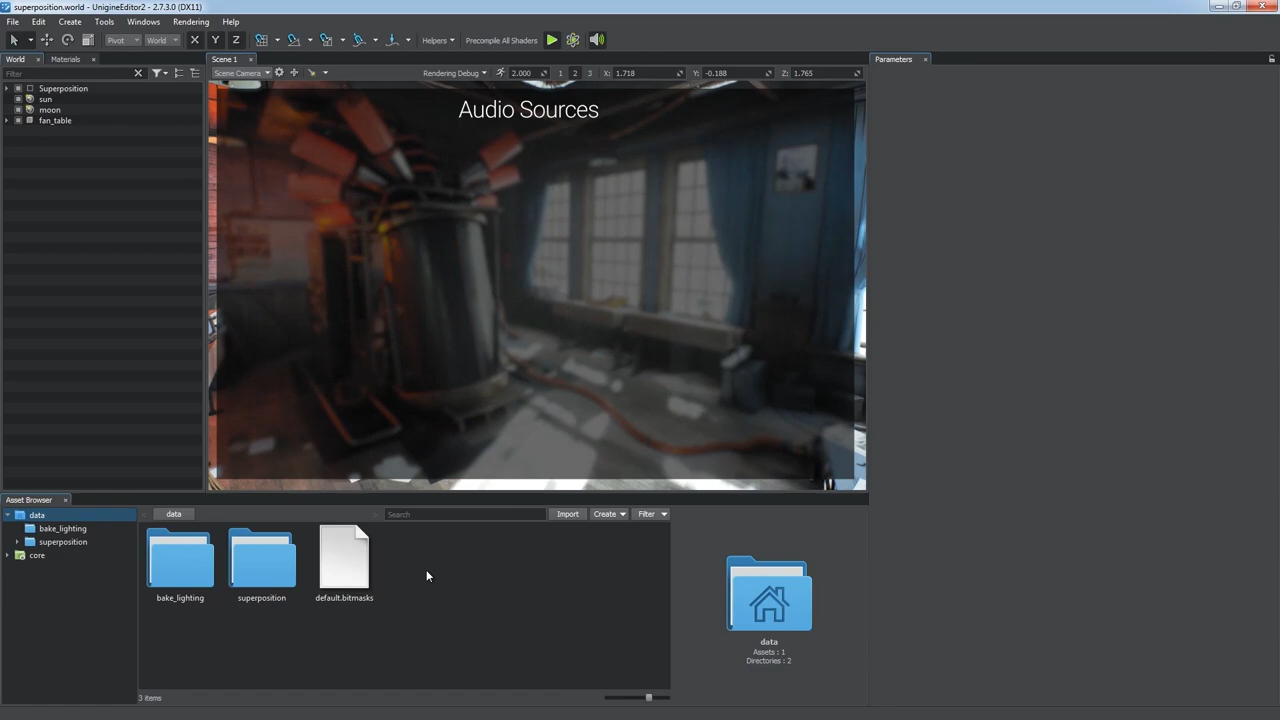 superposition.world - UnigineEditor2 - 2.7.3.0 (DX11)
File Edit Create Tools Windows Rendering Help
Pivot World X Y Z Helpers Precompile All Shaders
World Materials Scene 1 Parameters
Filter
Scene Camera Rendering Debug 2.000 1 2 3 X: 1.718 Y: -0.188 Z: 1.765
Superposition
sun
moon
fan_table
Audio Sources
Asset Browser
data
bake_lighting
superposition
core
data Search Import Create Filter
bake_lighting superposition default.bitmasks
data
Assets : 1
Directories : 2
3 items